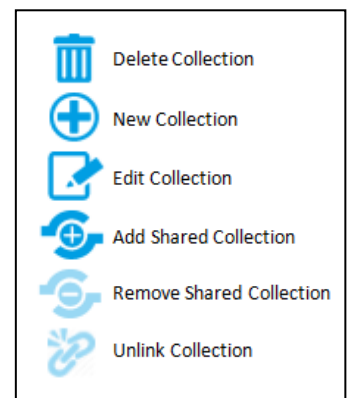 Delete Collection
New Collection
Edit Collection
Add Shared Collection
Remove Shared Collection
Unlink Collection